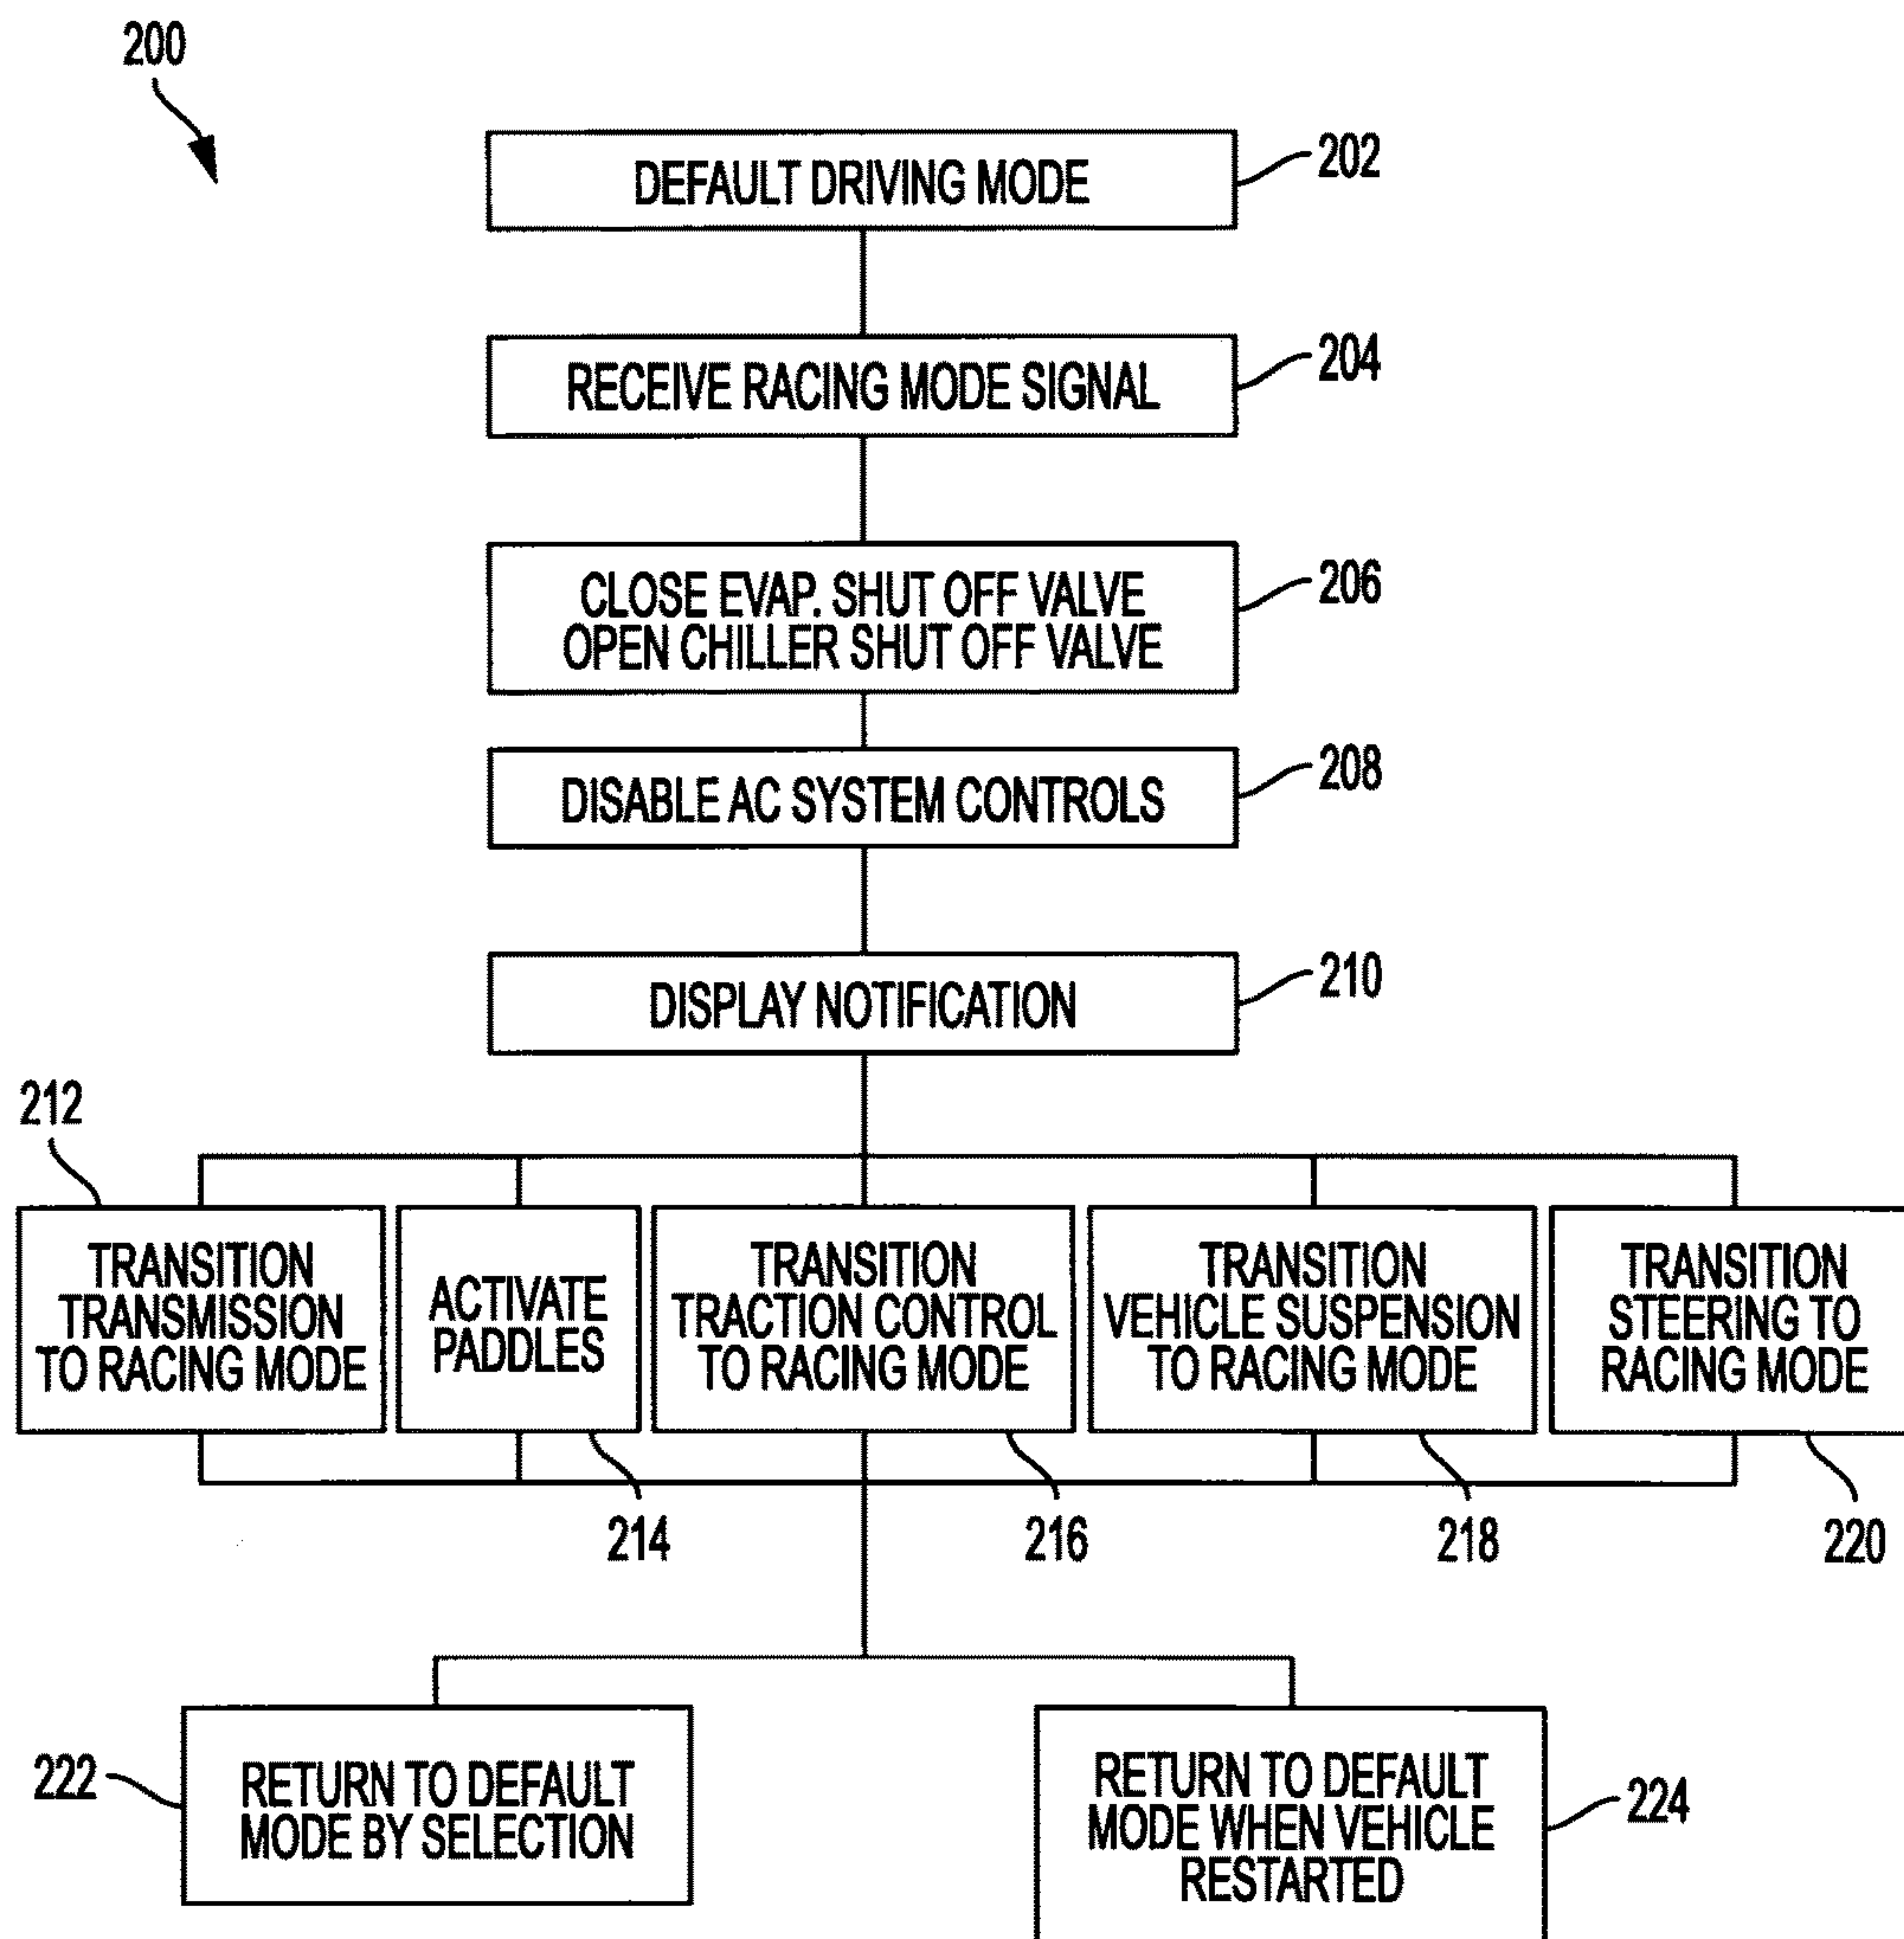 200
DEFAULT DRIVING MODE
202
RECEIVE RACING MODE SIGNAL
204
CLOSE EVAP. SHUT OFF VALVE
OPEN CHILLER SHUT OFF VALVE
206
DISABLE AC SYSTEM CONTROLS
208
DISPLAY NOTIFICATION
210
212
TRANSITION
TRANSMISSION
TO RACING MODE
ACTIVATE
PADDLES
TRANSITION
TRACTION CONTROL
TO RACING MODE
TRANSITION
VEHICLE SUSPENSION
TO RACING MODE
TRANSITION
STEERING TO
RACING MODE
214
216
218
220
222
RETURN TO DEFAULT
MODE BY SELECTION
RETURN TO DEFAULT
MODE WHEN VEHICLE
RESTARTED
224